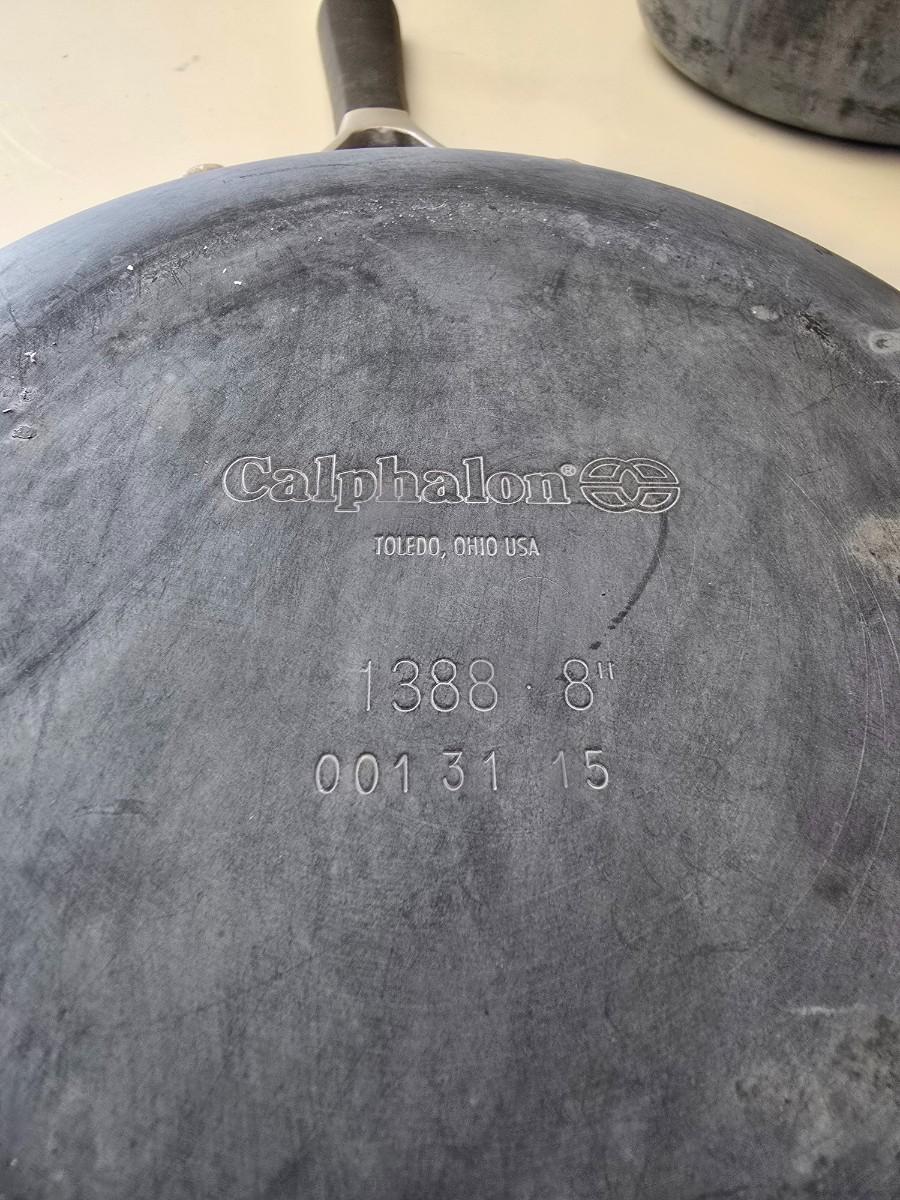 Calphalon®
TOLEDO, OHIO USA
1388 · 8"
001 31 15